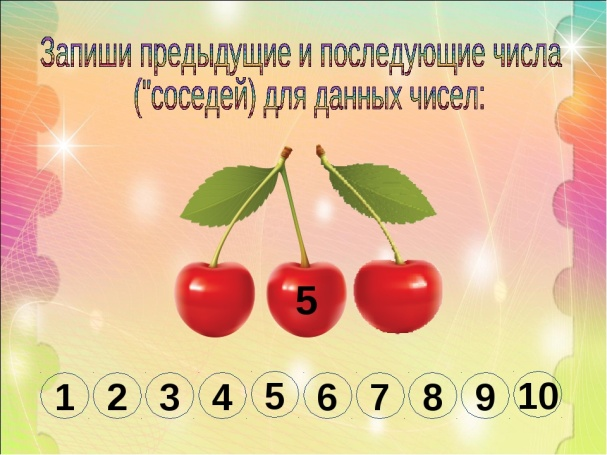 Запиши предыдущие и последующие числа
("соседей) для данных чисел:
5
1 2 3 4 5 6 7 8 9 10